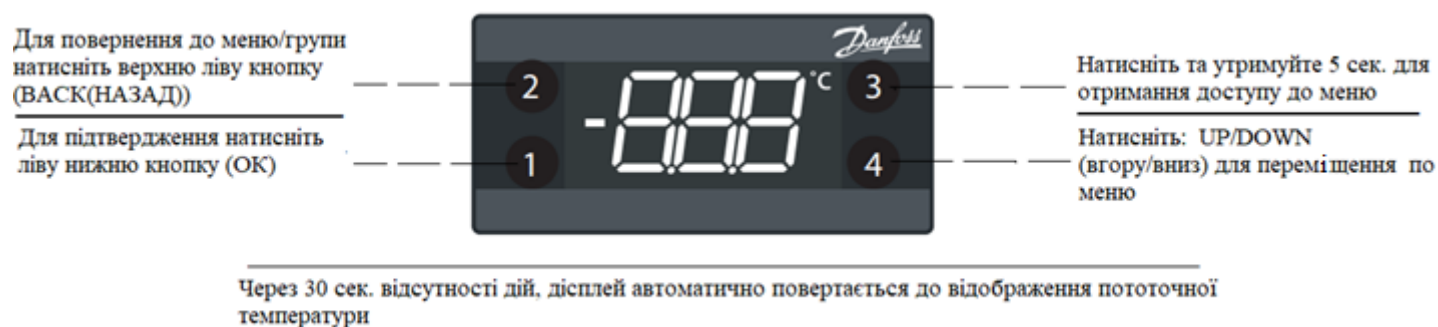 Для повернення до меню/групи
натисніть верхню ліву кнопку
(BACK(НАЗАД))
Для підтвердження натисніть
ліву нижню кнопку (ОК)
Danfoss
2
-888 °C
3
1
4
Натисніть та утримуйте 5 сек. для
отримання доступу до меню
Натисніть: UP/DOWN
(вгору/вниз) для переміщення по
меню
Через 30 сек. відсутності дій, дісплей автоматично повертається до відображення пототочної
температури